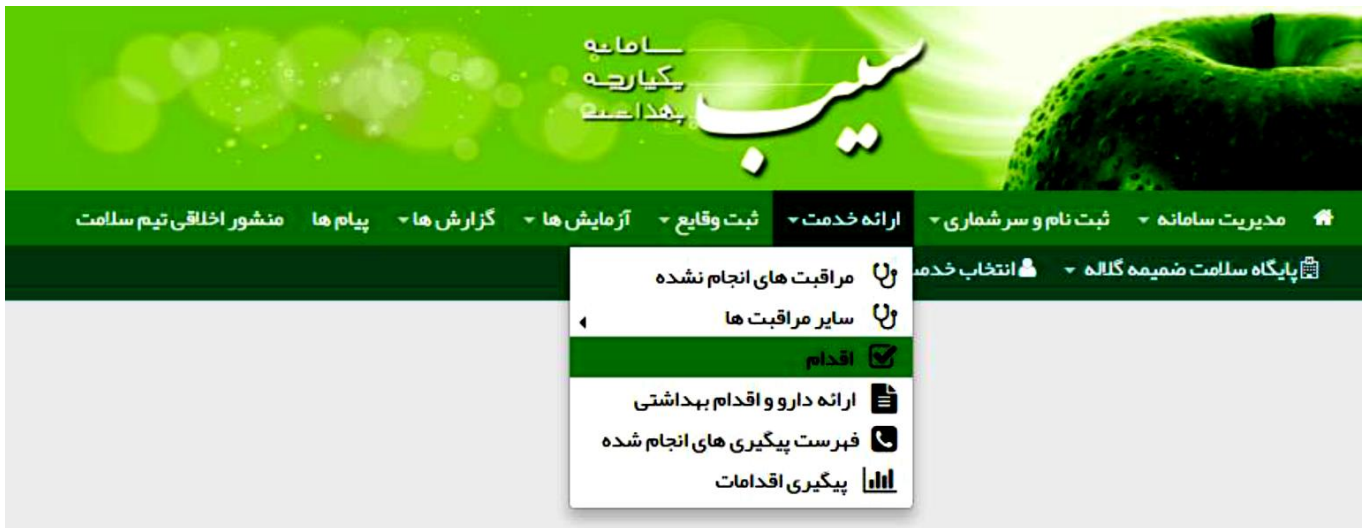 سامانه
یکپارچه
بهداشت
سیب
مدیریت سامانه ثبت نام و سرشماری ارائه خدمت ثبت وقایع آزمایش ها گزارش ها پیام ها منشور اخلاقی تیم سلامت
پایگاه سلامت ضمیمه گلاله انتخاب خدمت
مراقبت های انجام نشده
سایر مراقبت ها
اقدام
ارائه دارو و اقدام بهداشتی
فهرست پیگیری های انجام شده
پیگیری اقدامات